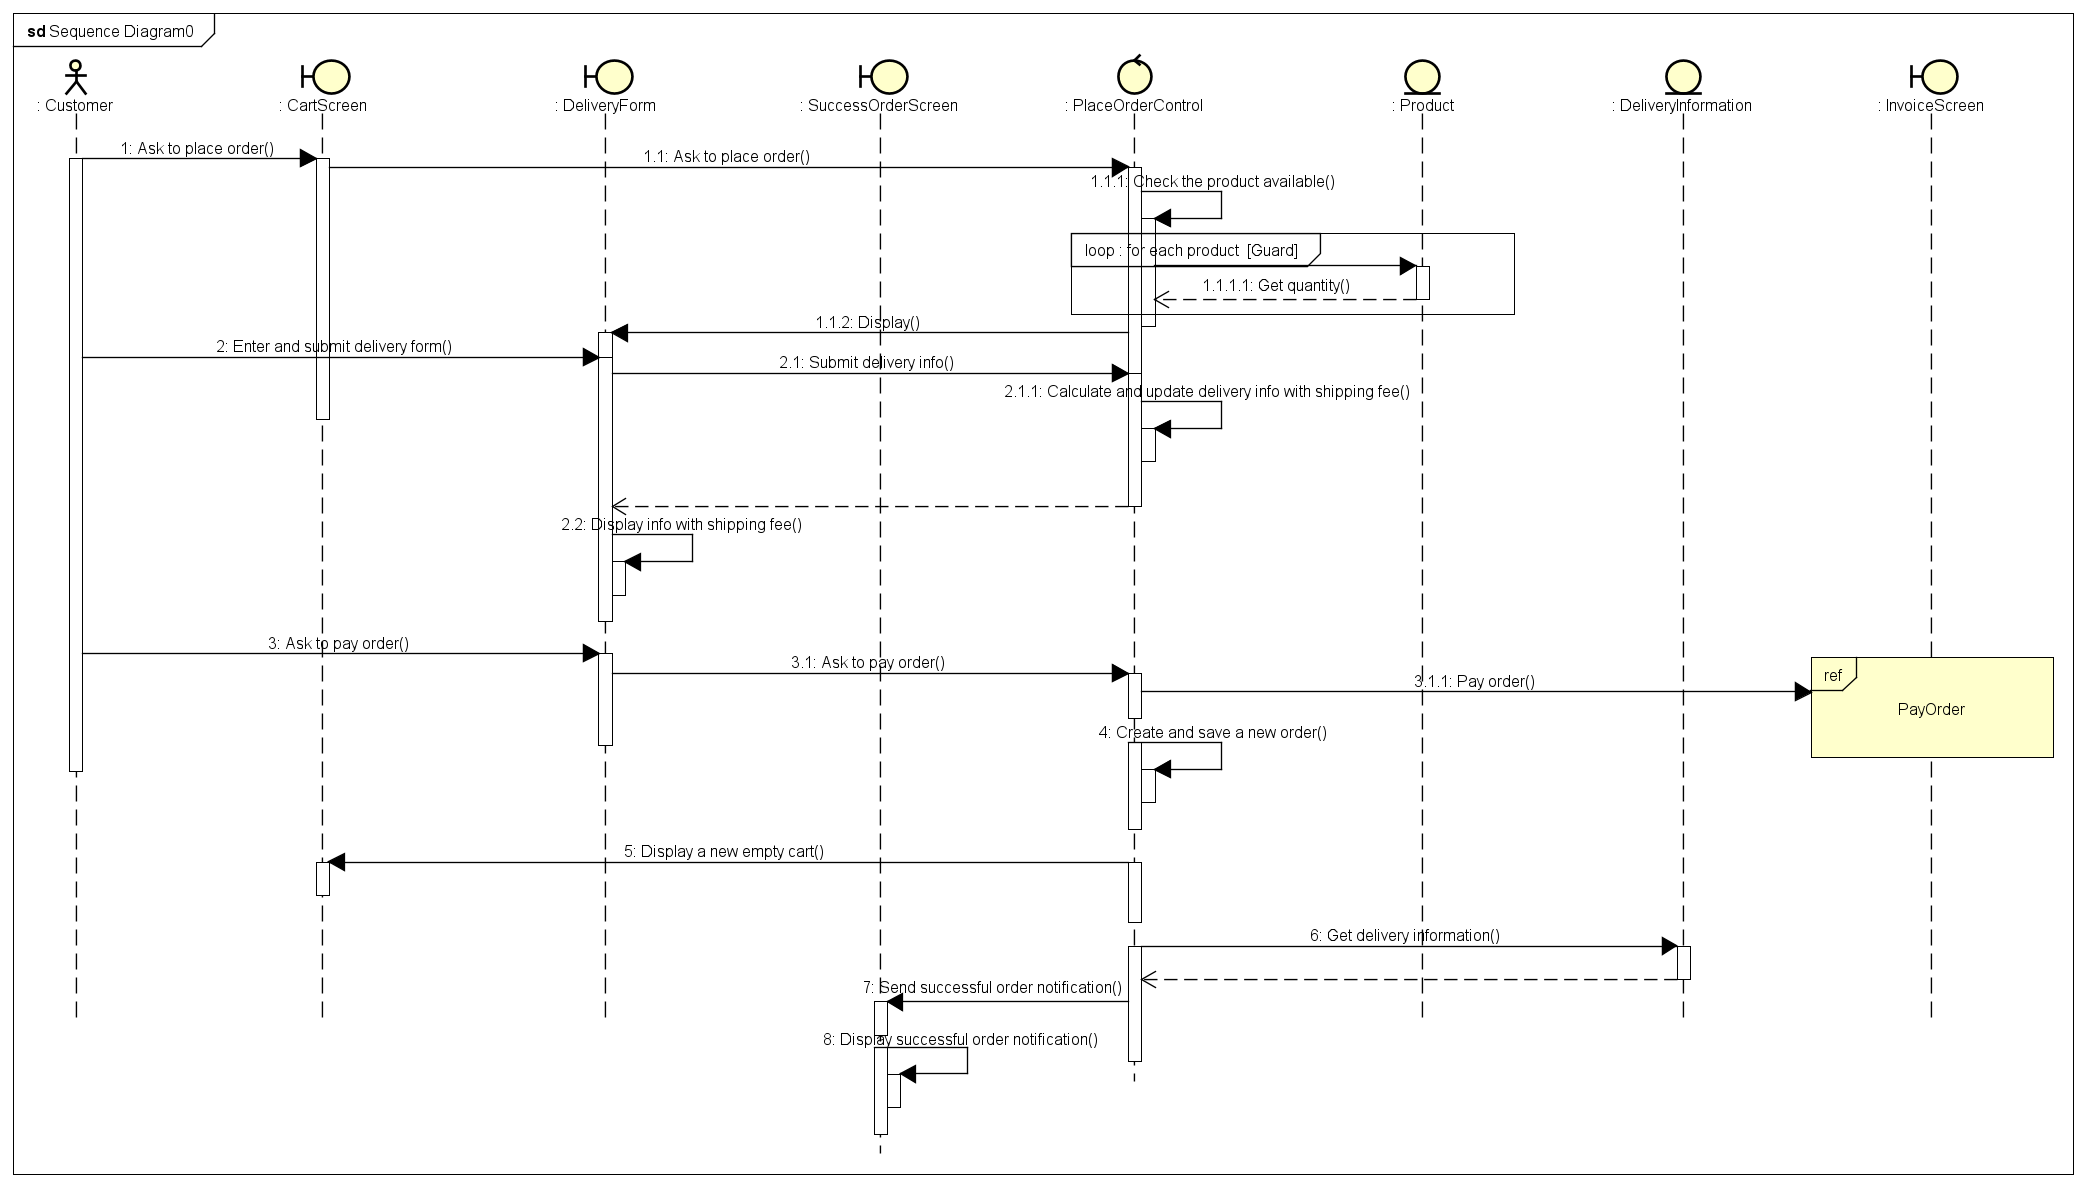 sd Sequence Diagram0
: Customer
: CartScreen
: DeliveryForm
: SuccessOrderScreen
: PlaceOrderControl
: Product
: DeliveryInformation
: InvoiceScreen
1: Ask to place order()
1.1: Ask to place order()
1.1.1: Check the product available()
loop : for each product [Guard]
1.1.1.1: Get quantity()
1.1.2: Display()
2: Enter and submit delivery form()
2.1: Submit delivery info()
2.1.1: Calculate and update delivery info with shipping fee()
2.2: Display info with shipping fee()
3: Ask to pay order()
3.1: Ask to pay order()
3.1.1: Pay order()
ref
PayOrder
4: Create and save a new order()
5: Display a new empty cart()
6: Get delivery information()
7: Send successful order notification()
8: Display successful order notification()